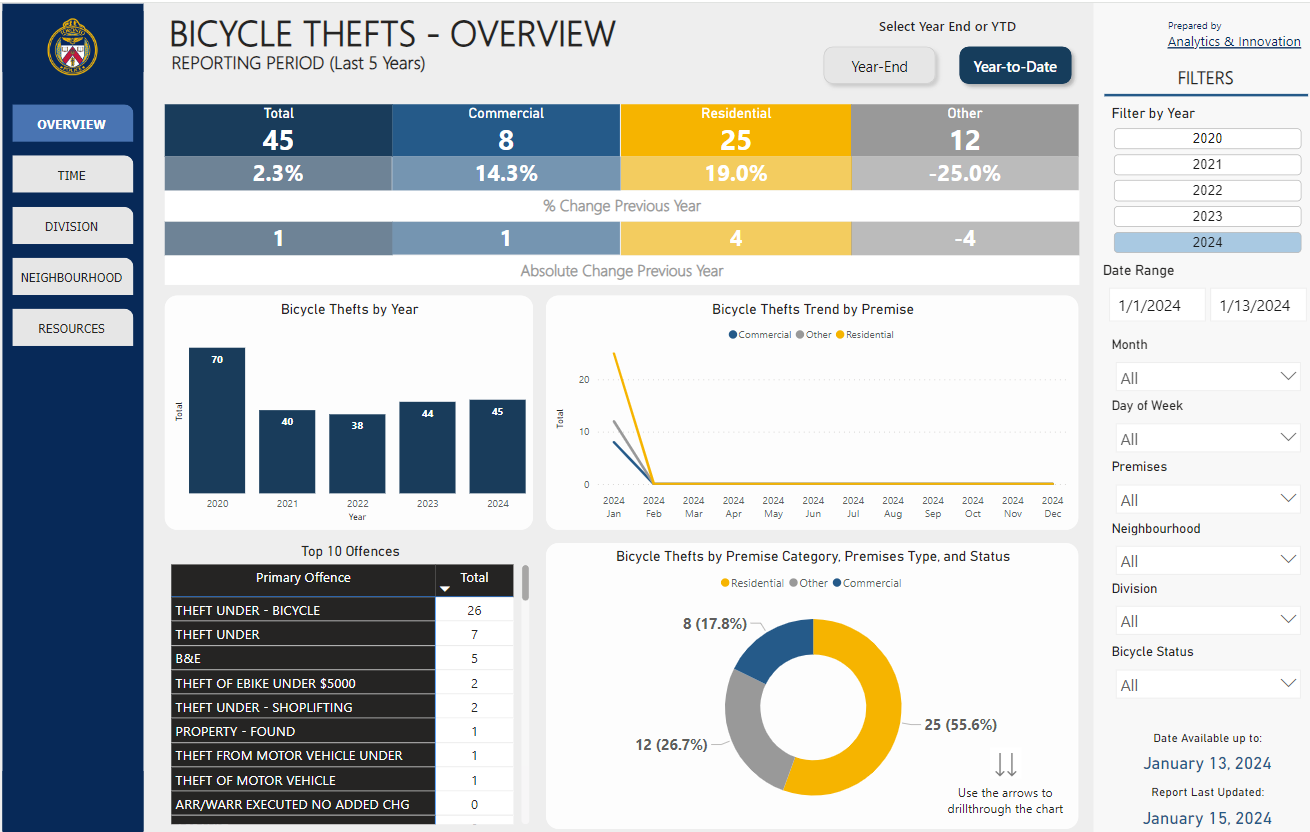 BICYCLE THEFTS - OVERVIEW
REPORTING PERIOD (Last 5 Years)
Select Year End or YTD
Year-End
Year-to-Date
Prepared by
Analytics & Innovation
OVERVIEW
TIME
DIVISION
NEIGHBOURHOOD
RESOURCES
Total
45
2.3%
Commercial
8
14.3%
Residential
25
19.0%
Other
12
-25.0%
% Change Previous Year
1
1
4
-4
Absolute Change Previous Year
Bicycle Thefts by Year
Total
70
40
38
44
45
2020
2021
2022
2023
2024
Year
Bicycle Thefts Trend by Premise
Commercial
Other
Residential
Total
20
10
0
2024 Jan
2024 Feb
2024 Mar
2024 Apr
2024 May
2024 Jun
2024 Jul
2024 Aug
2024 Sep
2024 Oct
2024 Nov
2024 Dec
Top 10 Offences
Primary Offence Total
THEFT UNDER - BICYCLE 26
THEFT UNDER 7
B&E 5
THEFT OF EBIKE UNDER $5000 2
THEFT UNDER - SHOPLIFTING 2
PROPERTY - FOUND 1
THEFT FROM MOTOR VEHICLE UNDER 1
THEFT OF MOTOR VEHICLE 1
ARR/WARR EXECUTED NO ADDED CHG 0
Bicycle Thefts by Premise Category, Premises Type, and Status
Residential
Other
Commercial
8 (17.8%)
12 (26.7%)
25 (55.6%)
Use the arrows to
drillthrough the chart
FILTERS
Filter by Year
2020
2021
2022
2023
2024
Date Range
1/1/2024
1/13/2024
Month
All
Day of Week
All
Premises
All
Neighbourhood
All
Division
All
Bicycle Status
All
Date Available up to:
January 13, 2024
Report Last Updated:
January 15, 2024